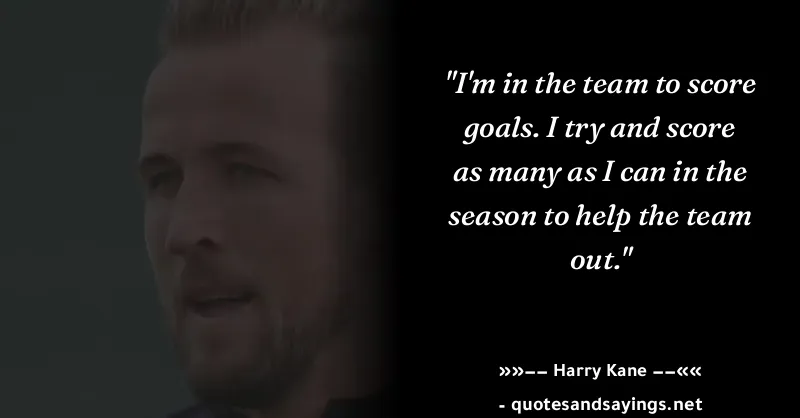 "I'm in the team to score
goals. I try and score
as many as I can in the
season to help the team
out."
»»−− Harry Kane −−««
- quotesandsayings.net